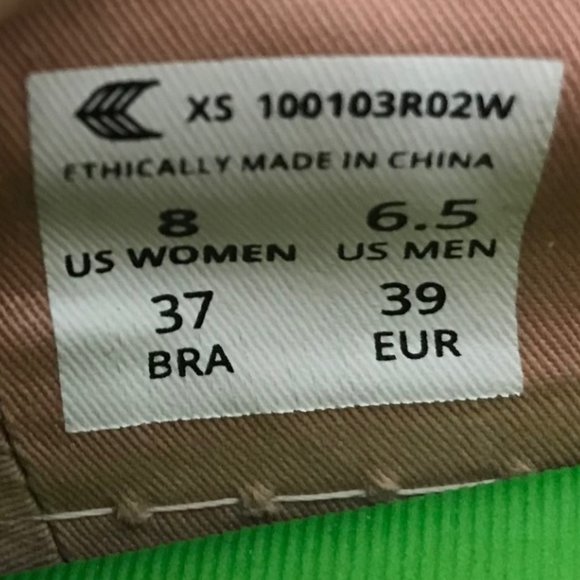 XS 100103R02W
ETHICALLY MADE IN CHINA
8 6.5
US WOMEN US MEN
37 39
BRA EUR